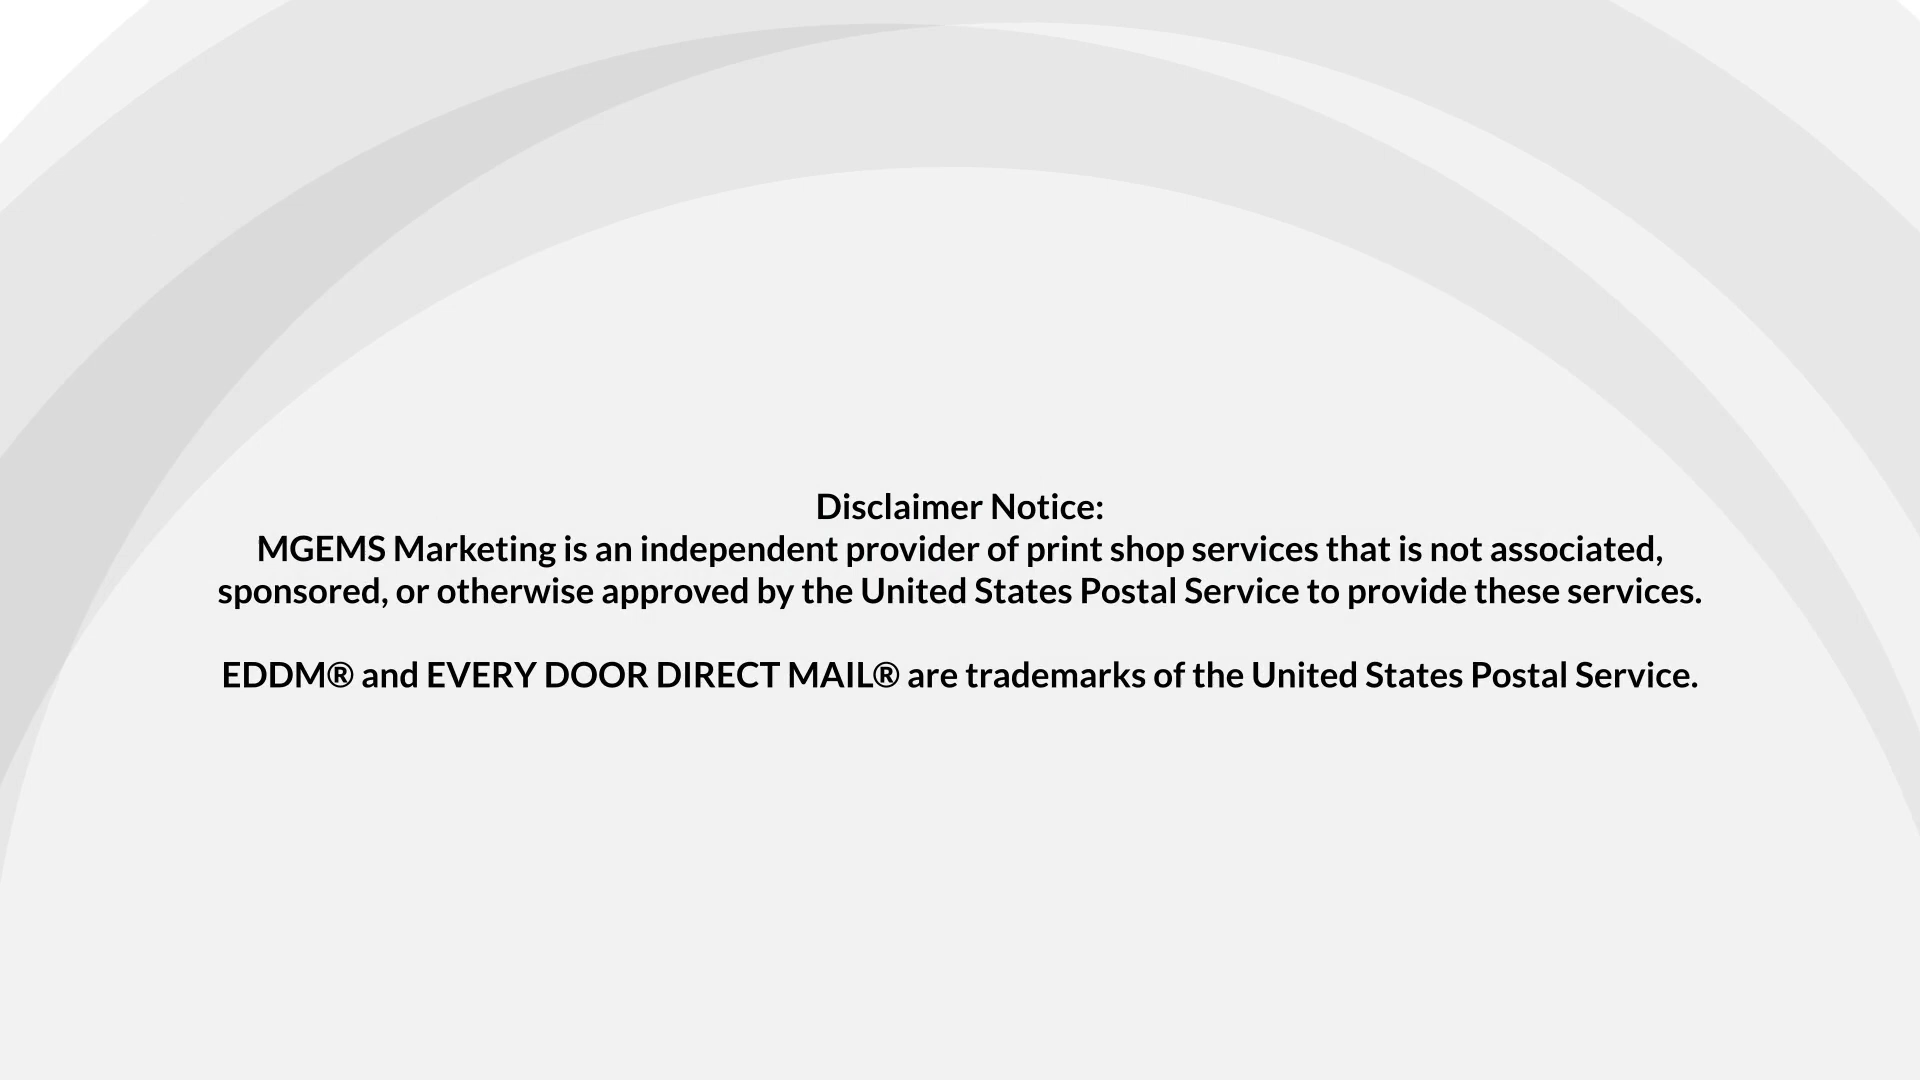 Disclaimer Notice:
MGEMS Marketing is an independent provider of print shop services that is not associated,
sponsored, or otherwise approved by the United States Postal Service to provide these services.
EDDM® and EVERY DOOR DIRECT MAIL® are trademarks of the United States Postal Service.